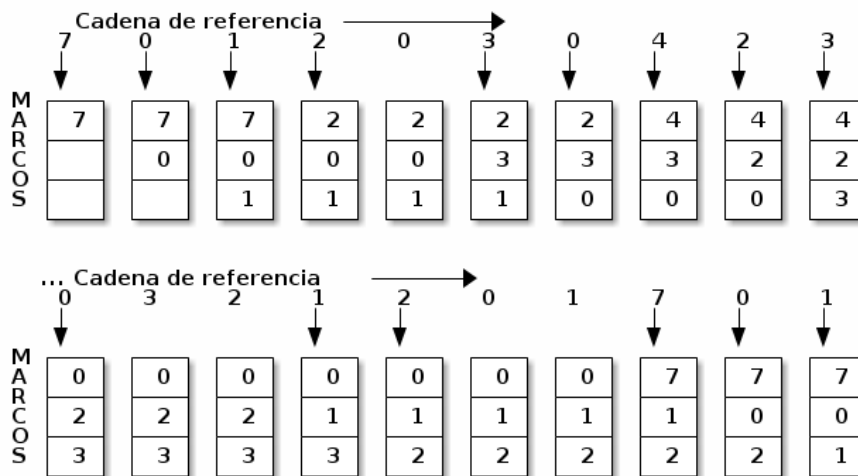 Cadena de referencia
7 0 1 2 0 3 0 4 2 3
MARCOS
7 7 7 2 2 2 2 4 4 4
0 0 0 0 3 3 3 2 2
1 1 1 1 0 0 0 3
... Cadena de referencia
0 3 2 1 2 0 1 7 0 1
MARCOS
0 0 0 0 0 0 0 7 7 7
2 2 2 1 1 1 1 1 0 0
3 3 3 3 2 2 2 2 2 1